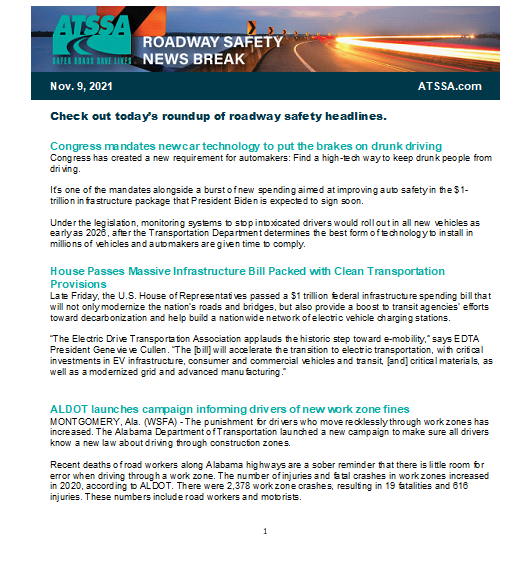 ATSSA
SAFER ROADS SAVE LIVES
ROADWAY SAFETY
NEWS BREAK
Nov. 9, 2021
ATSSA.com
Check out today's roundup of roadway safety headlines.
Congress mandates new car technology to put the brakes on drunk driving
Congress has created a new requirement for automakers: Find a high-tech way to keep drunk people from
driving.
It's one of the mandates alongside a burst of new spending aimed at improving auto safety in the $1-
trillion infrastructure package that President Biden is expected to sign soon.
Under the legislation, monitoring systems to stop intoxicated drivers would roll out in all new vehicles as
early as 2026, after the Transportation Department determines the best form of technology to install in
millions of vehicles and automakers are given time to comply.
House Passes Massive Infrastructure Bill Packed with Clean Transportation
Provisions
Late Friday, the U.S. House of Representatives passed a $1 trillion federal infrastructure spending bill that
will not only modernize the nation's roads and bridges, but also provide a boost to transit agencies' efforts
toward decarbonization and help build a nationwide network of electric vehicle charging stations.
"The Electric Drive Transportation Association applauds the historic step toward e-mobility," says EDTA
President Genevieve Cullen. "The [bill] will accelerate the transition to electric transportation, with critical
investments in EV infrastructure, consumer and commercial vehicles and transit, [and] critical materials, as
well as a modernized grid and advanced manufacturing."
ALDOT launches campaign informing drivers of new work zone fines
MONTGOMERY, Ala. (WSFA) - The punishment for drivers who move recklessly through work zones has
increased. The Alabama Department of Transportation launched a new campaign to make sure all drivers
know a new law about driving through construction zones.
Recent deaths of road workers along Alabama highways are a sober reminder that there is little room for
error when driving through a work zone. The number of injuries and fatal crashes in work zones increased
in 2020, according to ALDOT. There were 2,378 work zone crashes, resulting in 19 fatalities and 616
injuries. These numbers include road workers and motorists.
1